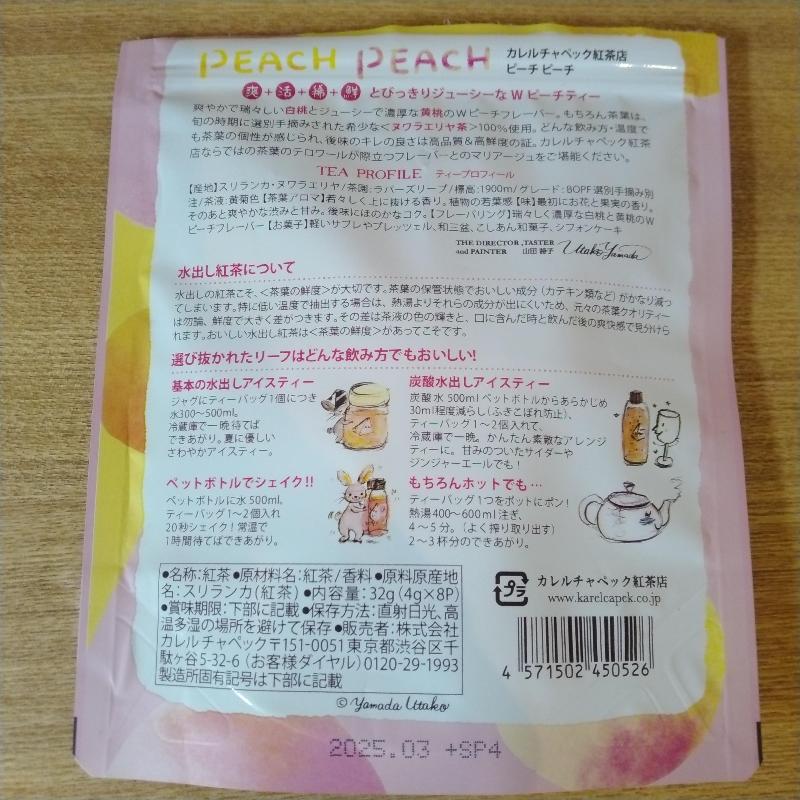 PEACH PEACH
カレルチャペック紅茶店
ピーチ ピーチ
爽+活+摘+鮮 とびっきりジューシーな W ピーチティー
爽やかで瑞々しい白桃とジューシーで濃厚な黄桃のWピーチフレーバー。もちろん茶葉は、
旬の時期に選別手摘みされた希少な<ヌワラエリヤ茶>100%使用。どんな飲み方・温度で
も茶葉の個性が感じられ、後味のキレの良さは高品質&高鮮度の証。カレルチャペック紅茶
店ならではの茶葉のテロワールが際立つフレーバーとのマリアージュをご堪能ください。
TEA PROFILE ティープロフィール
【産地】スリランカ・ヌワラエリヤ/茶園:ラバーズリープ/標高:1900m/グレード:BOPF 選別手摘み別
注/茶液:黄菊色【茶葉アロマ】若々しく上に抜ける香り。植物の若葉感【味】最初にお花と果実の香り。
そのあと爽やかな渋みと甘み。後味にほのかなコク。【フレーバリング】瑞々しく濃厚な白桃と黄桃のW
ピーチフレーバー【お菓子】軽いサブレやプレッツェル、和三盆、こしあん和菓子、シフォンケーキ
THE DIRECTOR ,TASTER
and PAINTER 山田 詩子 Utako Yamada
水出し紅茶について
水出しの紅茶こそ、<茶葉の鮮度>が大切です。茶葉の保管状態でおいしい成分（カテキン類など）がかなり減っ
てしまいます。特に低い温度で抽出する場合は、熱湯よりそれらの成分が出にくいため、元々の茶葉クオリティー
は勿論、鮮度で大きく差がつきます。その差は茶液の色の輝きと、口に含んだ時と飲んだ後の爽快感で見分けら
れます。おいしい水出し紅茶は<茶葉の鮮度>があってこそです。
選び抜かれたリーフはどんな飲み方でもおいしい!
基本の水出しアイスティー
ジャグにティーバッグ1個につき
水300〜500ml。
冷蔵庫で一晩待てば
できあがり。夏に優しい
さわやかアイスティー。
炭酸水出しアイスティー
炭酸水 500ml ペットボトルからあらかじめ
30ml程度減らし（ふきこぼれ防止）、
ティーバッグ 1〜2個入れて、
冷蔵庫で一晩。かんたん素敵なアレンジ
ティーに。甘みのついたサイダーや
ジンジャーエールでも!
ペットボトルでシェイク!!
ペットボトルに水 500ml。
ティーバッグ 1〜2個入れ
20秒シェイク!常温で
1時間待てばできあがり。
もちろんホットでも…
ティーバッグ 1つをポットにポン!
熱湯400〜600ml注ぎ、
4〜5分。（よく搾り取り出す）
2〜3杯分のできあがり。
●名称:紅茶●原材料名:紅茶/香料●原料原産地
名:スリランカ(紅茶)●内容量:32g(4g×8P)
●賞味期限:下部に記載●保存方法:直射日光、高
温多湿の場所を避けて保存●販売者:株式会社
カレルチャペック〒151-0051東京都渋谷区千
駄ヶ谷5-32-6（お客様ダイヤル）0120-29-1993
製造所固有記号は下部に記載
プラ
カレルチャペック紅茶店
www.karelcapek.co.jp
4 571502 450526
© Yamada Utako
2025.03 +SP4